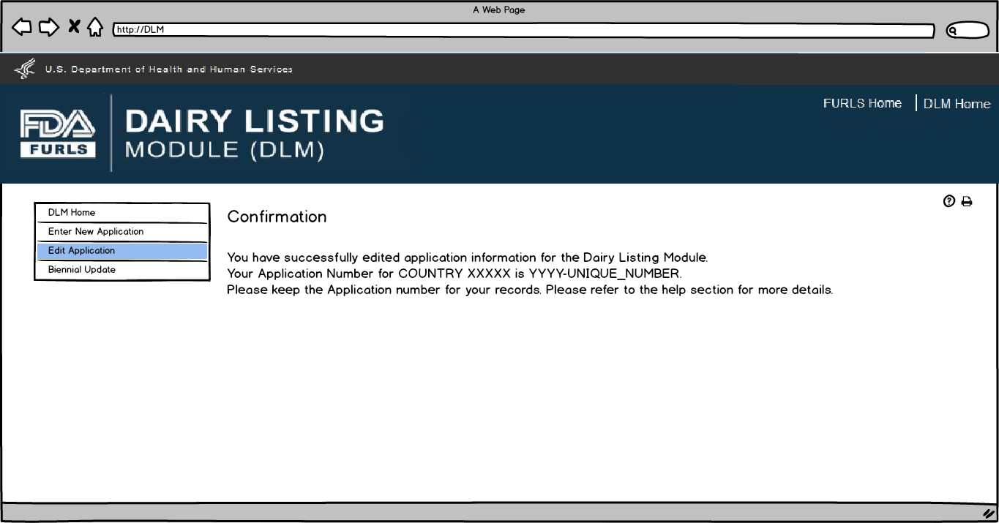 A Web Page
http://DLM
U.S. Department of Health and Human Services
FURLS Home
DLM Home
FDA
FURLS
DAIRY LISTING
MODULE (DLM)
DLM Home
Enter New Application
Edit Application
Biennial Update
?
Confirmation
You have successfully edited application information for the Dairy Listing Module.
Your Application Number for COUNTRY XXXXX is YYYY-UNIQUE_NUMBER.
Please keep the Application number for your records. Please refer to the help section for more details.